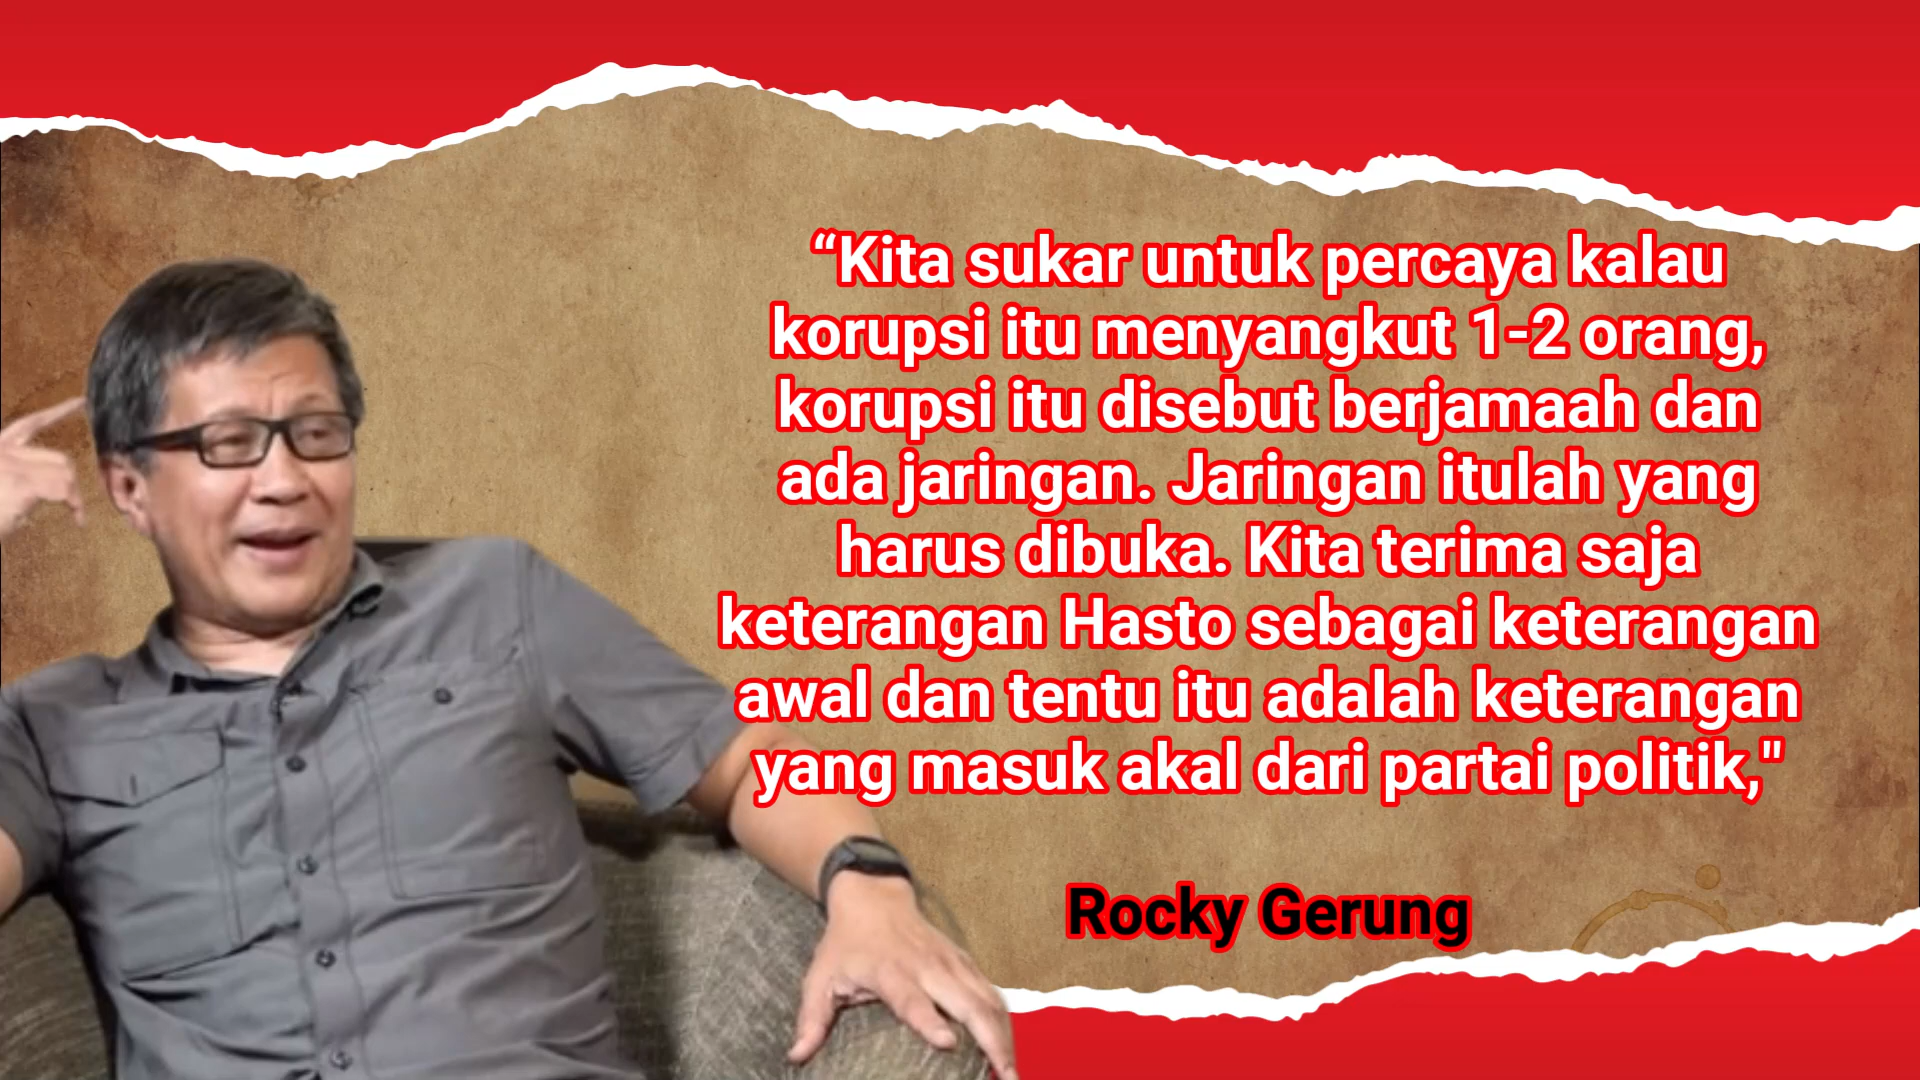 “Kita sukar untuk percaya kalau
korupsi itu menyangkut 1-2 orang,
korupsi itu disebut berjamaah dan
ada jaringan. Jaringan itulah yang
harus dibuka. Kita terima saja
keterangan Hasto sebagai keterangan
awal dan tentu itu adalah keterangan
yang masuk akal dari partai politik,"
Rocky Gerung